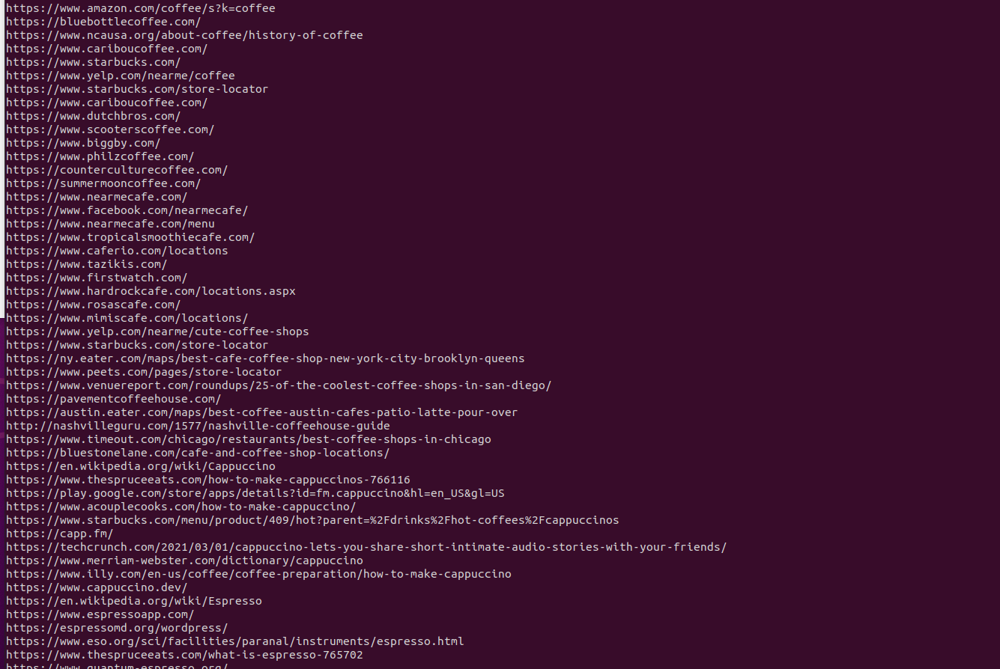 https://www.amazon.com/coffee/s?k=coffee
https://bluebottlecoffee.com/
https://www.ncausa.org/about-coffee/history-of-coffee
https://www.cariboucoffee.com/
https://www.starbucks.com/
https://www.yelp.com/nearme/coffee
https://www.starbucks.com/store-locator
https://www.cariboucoffee.com/
https://www.dutchbros.com/
https://www.scooterscoffee.com/
https://www.biggby.com/
https://www.philzcoffee.com/
https://counterculturecoffee.com/
https://summermooncoffee.com/
https://www.nearmecafe.com/
https://www.facebook.com/nearmecafe/
https://www.nearmecafe.com/menu
https://www.tropicalsmoothiecafe.com/
https://www.caferio.com/locations
https://www.tazikis.com/
https://www.firstwatch.com/
https://www.hardrockcafe.com/locations.aspx
https://www.rosascafe.com/
https://www.mimiscafe.com/locations/
https://www.yelp.com/nearme/cute-coffee-shops
https://www.starbucks.com/store-locator
https://ny.eater.com/maps/best-cafe-coffee-shop-new-york-city-brooklyn-queens
https://www.peets.com/pages/store-locator
https://www.venuereport.com/roundups/25-of-the-coolest-coffee-shops-in-san-diego/
https://pavementcoffeehouse.com/
https://austin.eater.com/maps/best-coffee-austin-cafes-patio-latte-pour-over
http://nashvilleguru.com/1577/nashville-coffeehouse-guide
https://www.timeout.com/chicago/restaurants/best-coffee-shops-in-chicago
https://bluestonelane.com/cafe-and-coffee-shop-locations/
https://en.wikipedia.org/wiki/Cappuccino
https://www.thespruceeats.com/how-to-make-cappuccinos-766116
https://play.google.com/store/apps/details?id=fm.cappuccino&hl=en_US&gl=US
https://www.acouplecooks.com/how-to-make-cappuccino/
https://www.starbucks.com/menu/product/409/hot?parent=%2Fdrinks%2Fhot-coffees%2Fcappuccinos
https://capp.fm/
https://techcrunch.com/2021/03/01/cappuccino-lets-you-share-short-intimate-audio-stories-with-your-friends/
https://www.merriam-webster.com/dictionary/cappuccino
https://www.illy.com/en-us/coffee/coffee-preparation/how-to-make-cappuccino
https://www.cappuccino.dev/
https://en.wikipedia.org/wiki/Espresso
https://www.espressoapp.com/
https://espressomd.org/wordpress/
https://www.eso.org/sci/facilities/paranal/instruments/espresso.html
https://www.thespruceeats.com/what-is-espresso-765702
https://www.quantum-espresso.org/